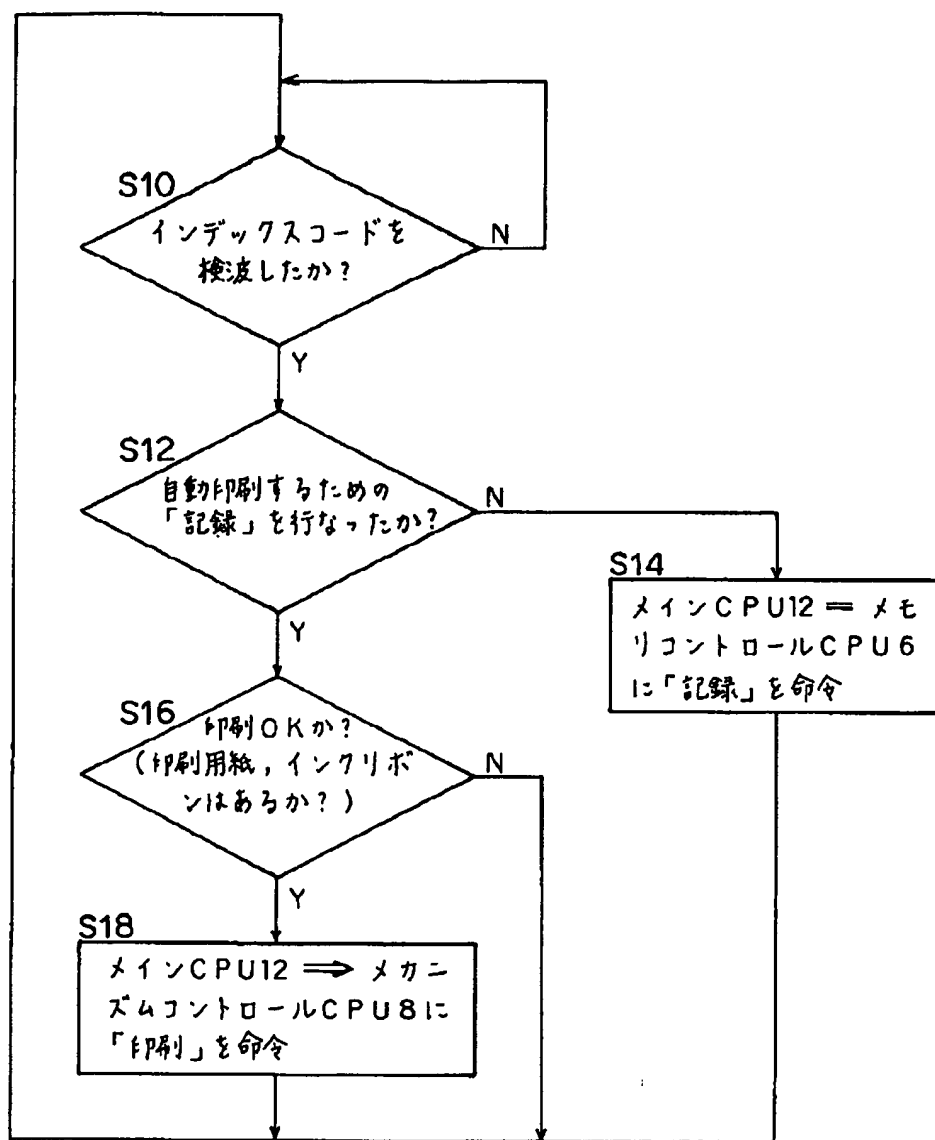 S10
インデックスコードを
検波したか?
N
Y
S12
自動印刷するための
「記録」を行なったか?
N
Y
S14
メインCPU12 = メモ
リコントロールCPU6
に「記録」を命令
S16
印刷OKか?
(印刷用紙,インクリボ
ンはあるか?)
N
Y
S18
メインCPU12 ⇒ メカニ
ズムコントロールCPU8に
「印刷」を命令